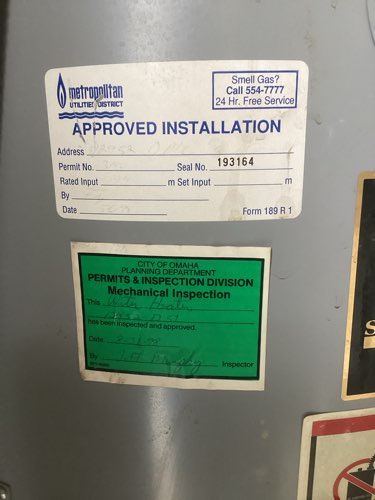 metropolitan
UTILITIES DISTRICT
Smell Gas?
Call 554-7777
24 Hr. Free Service
APPROVED INSTALLATION
Address
Permit No. Seal No. 193164
Rated Input m Set Input m
By
Date Form 189 R 1
CITY OF OMAHA
PLANNING DEPARTMENT
PERMITS & INSPECTION DIVISION
Mechanical Inspection
This Water Heater
has been inspected and approved.
Date
By Inspector